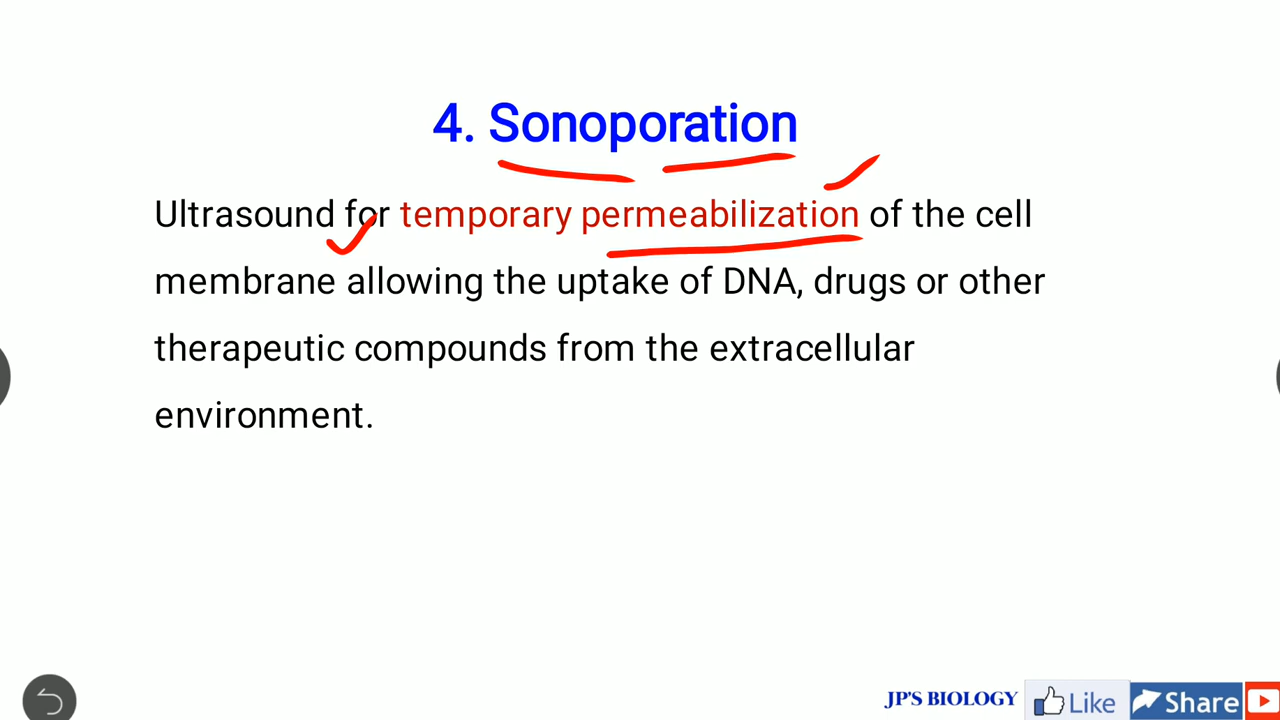 4. Sonoporation
Ultrasound for temporary permeabilization of the cell
membrane allowing the uptake of DNA, drugs or other
therapeutic compounds from the extracellular
environment.
JP'S BIOLOGY Like Share